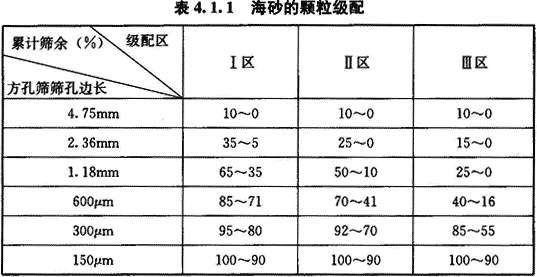 表4.1.1 海砂的颗粒级配
累计筛余（%） 级配区
方孔筛筛孔边长
Ⅰ区 Ⅱ区 Ⅲ区
4.75mm 10～0 10～0 10～0
2.36mm 35～5 25～0 15～0
1.18mm 65～35 50～10 25～0
600μm 85～71 70～41 40～16
300μm 95～80 92～70 85～55
150μm 100～90 100～90 100～90